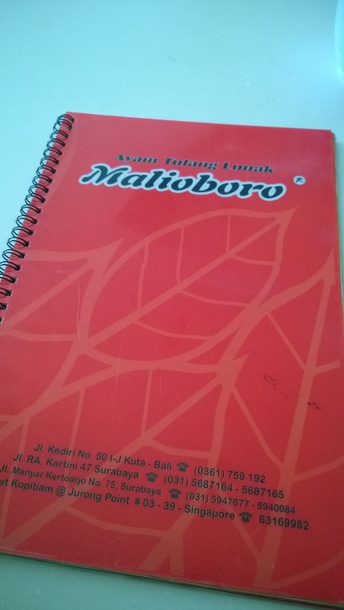 Ayam Tulang Lunak
Malioboro ®
Jl. Kediri No. 50 I-J Kuta - Bali ☎ (0361) 759 192
Jl. RA. Kartini 47 Surabaya ☎ (031) 5687164 - 5687165
Jl. Manyar Kertoarjo No. 75, Surabaya ☎ (031) 5947677 - 5940084
st Kopitiam @ Jurong Point # 03 - 39 - Singapore ☎ 63169982